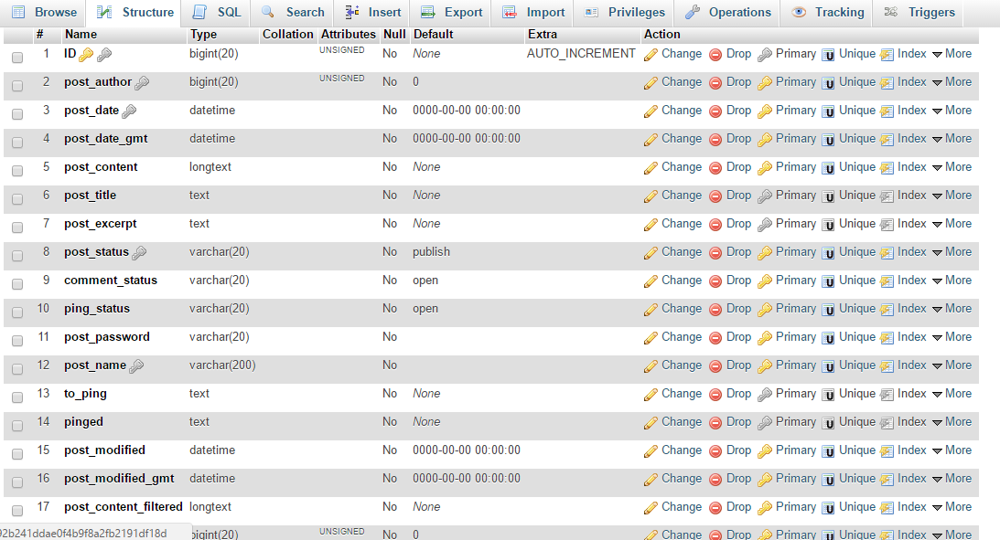 Browse Structure SQL Search Insert Export Import Privileges Operations Tracking Triggers
# Name Type Collation Attributes Null Default Extra Action
1 ID bigint(20) UNSIGNED No None AUTO_INCREMENT Change Drop Primary Unique Index More
2 post_author bigint(20) UNSIGNED No 0 Change Drop Primary Unique Index More
3 post_date datetime No 0000-00-00 00:00:00 Change Drop Primary Unique Index More
4 post_date_gmt datetime No 0000-00-00 00:00:00 Change Drop Primary Unique Index More
5 post_content longtext No None Change Drop Primary Unique Index More
6 post_title text No None Change Drop Primary Unique Index More
7 post_excerpt text No None Change Drop Primary Unique Index More
8 post_status varchar(20) No publish Change Drop Primary Unique Index More
9 comment_status varchar(20) No open Change Drop Primary Unique Index More
10 ping_status varchar(20) No open Change Drop Primary Unique Index More
11 post_password varchar(20) No Change Drop Primary Unique Index More
12 post_name varchar(200) No Change Drop Primary Unique Index More
13 to_ping text No None Change Drop Primary Unique Index More
14 pinged text No None Change Drop Primary Unique Index More
15 post_modified datetime No 0000-00-00 00:00:00 Change Drop Primary Unique Index More
16 post_modified_gmt datetime No 0000-00-00 00:00:00 Change Drop Primary Unique Index More
17 post_content_filtered longtext No None Change Drop Primary Unique Index More
92b241ddae0f4b9f8a2fb2191df18d bigint(20) UNSIGNED No 0 Change Drop Primary Unique Index More